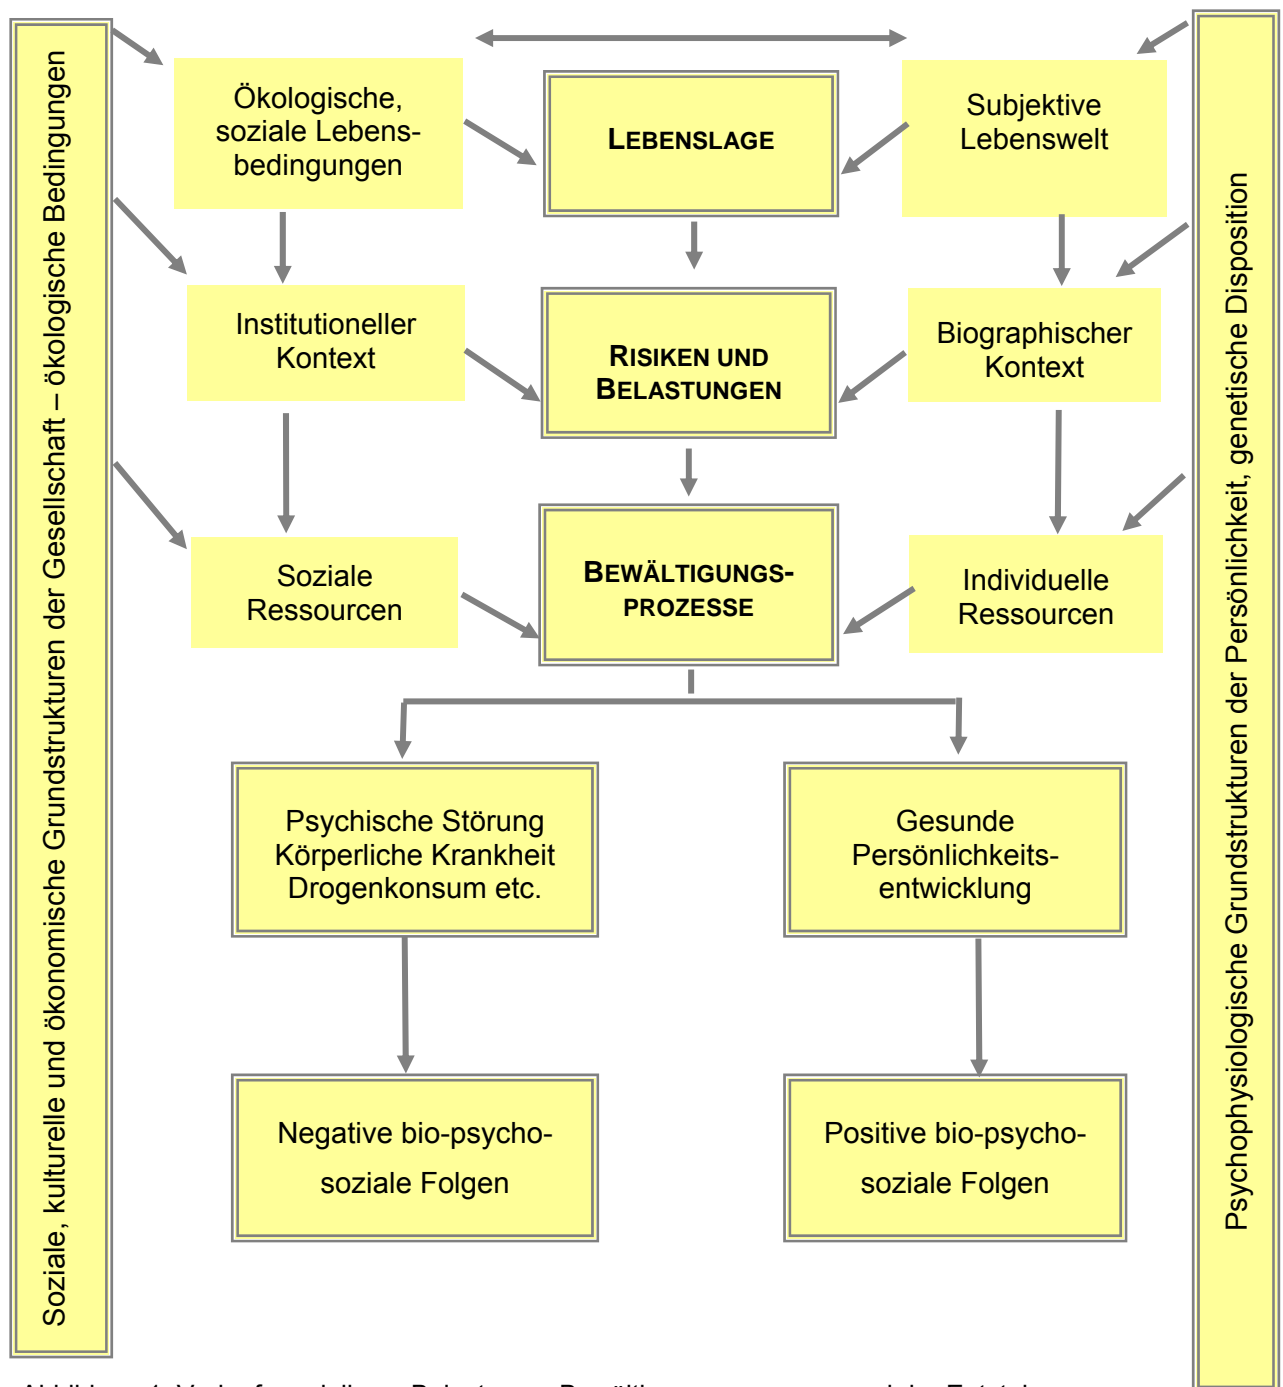 Soziale, kulturelle und ökonomische Grundstrukturen der Gesellschaft – ökologische Bedingungen
Ökologische,
soziale Lebens-
bedingungen
LEBENSLAGE
Subjektive
Lebenswelt
Institutioneller
Kontext
RISIKEN UND
BELASTUNGEN
Biographischer
Kontext
Soziale
Ressourcen
BEWÄLTIGUNGS-
PROZESSE
Individuelle
Ressourcen
Psychische Störung
Körperliche Krankheit
Drogenkonsum etc.
Gesunde
Persönlichkeits-
entwicklung
Negative bio-psycho-
soziale Folgen
Positive bio-psycho-
soziale Folgen
Psychophysiologische Grundstrukturen der Persönlichkeit, genetische Disposition